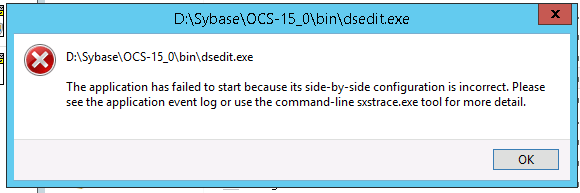 D:\Sybase\OCS-15_0\bin\dsedit.exe
D:\Sybase\OCS-15_0\bin\dsedit.exe
The application has failed to start because its side-by-side configuration is incorrect. Please
see the application event log or use the command-line sxstrace.exe tool for more detail.
OK